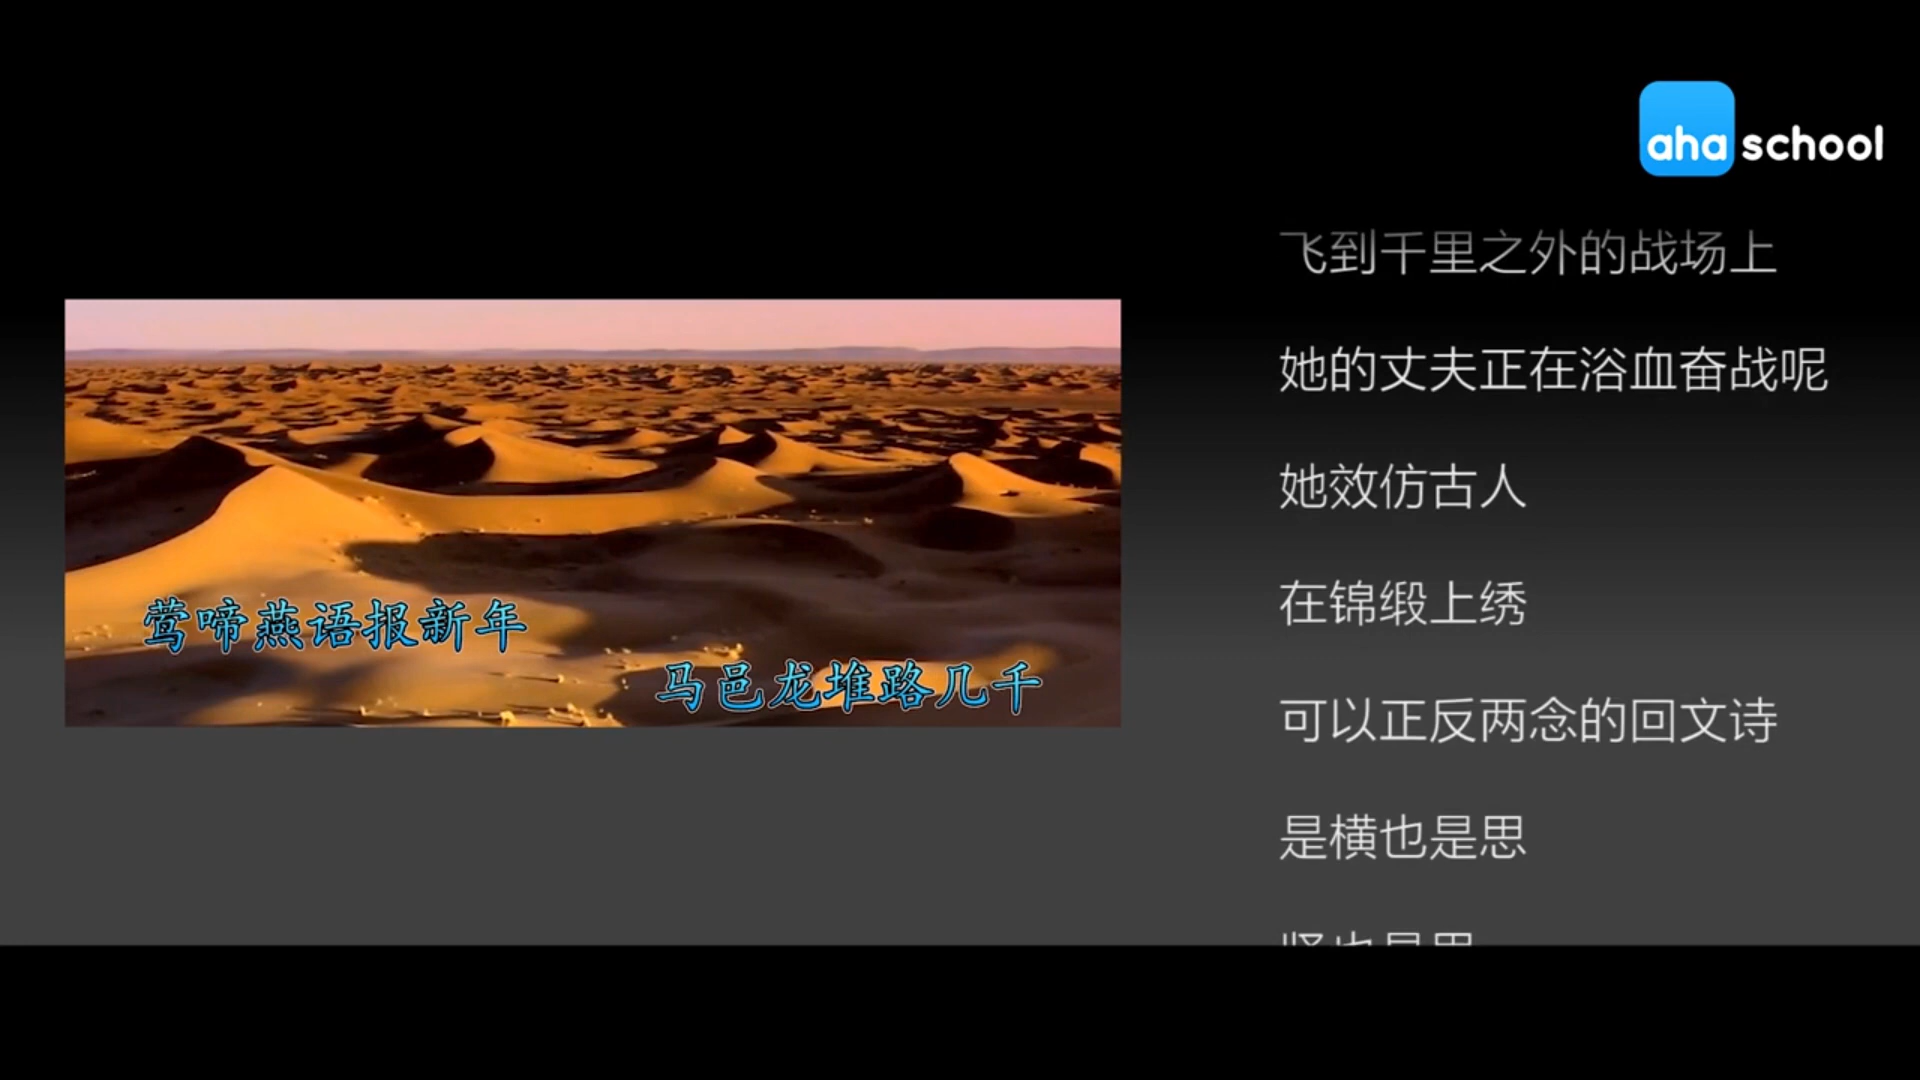 aha school
莺啼燕语报新年
马邑龙堆路几千
飞到千里之外的战场上
她的丈夫正在浴血奋战呢
她效仿古人
在锦缎上绣
可以正反两念的回文诗
是横也是思